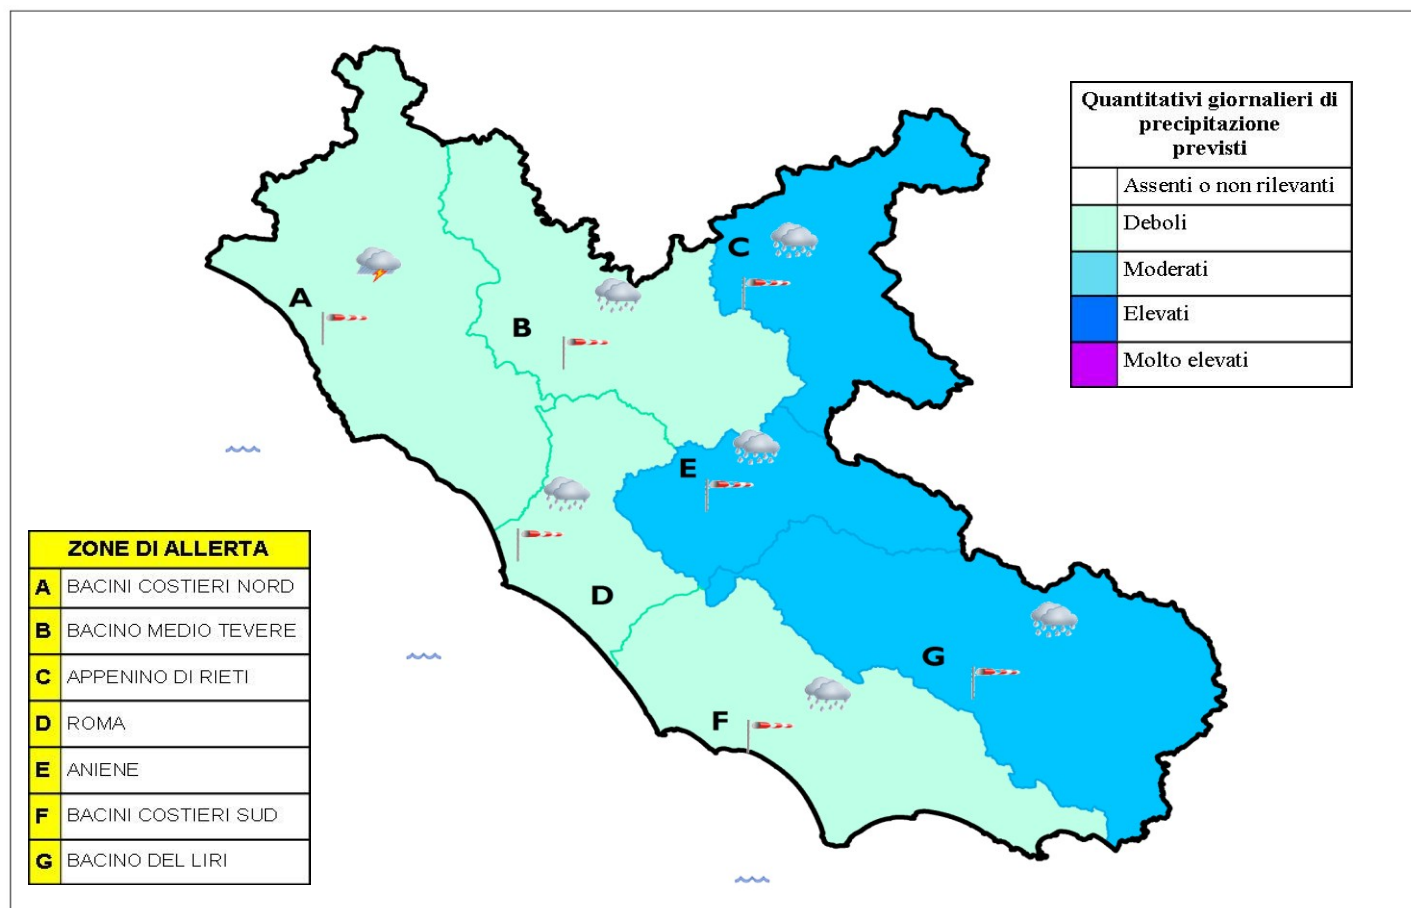 Quantitativi giornalieri di
precipitazione
previsti
Assenti o non rilevanti
Deboli
Moderati
Elevati
Molto elevati
A
B
C
D
E
F
G
ZONE DI ALLERTA
A BACINI COSTIERI NORD
B BACINO MEDIO TEVERE
C APPENINO DI RIETI
D ROMA
E ANIENE
F BACINI COSTIERI SUD
G BACINO DEL LIRI